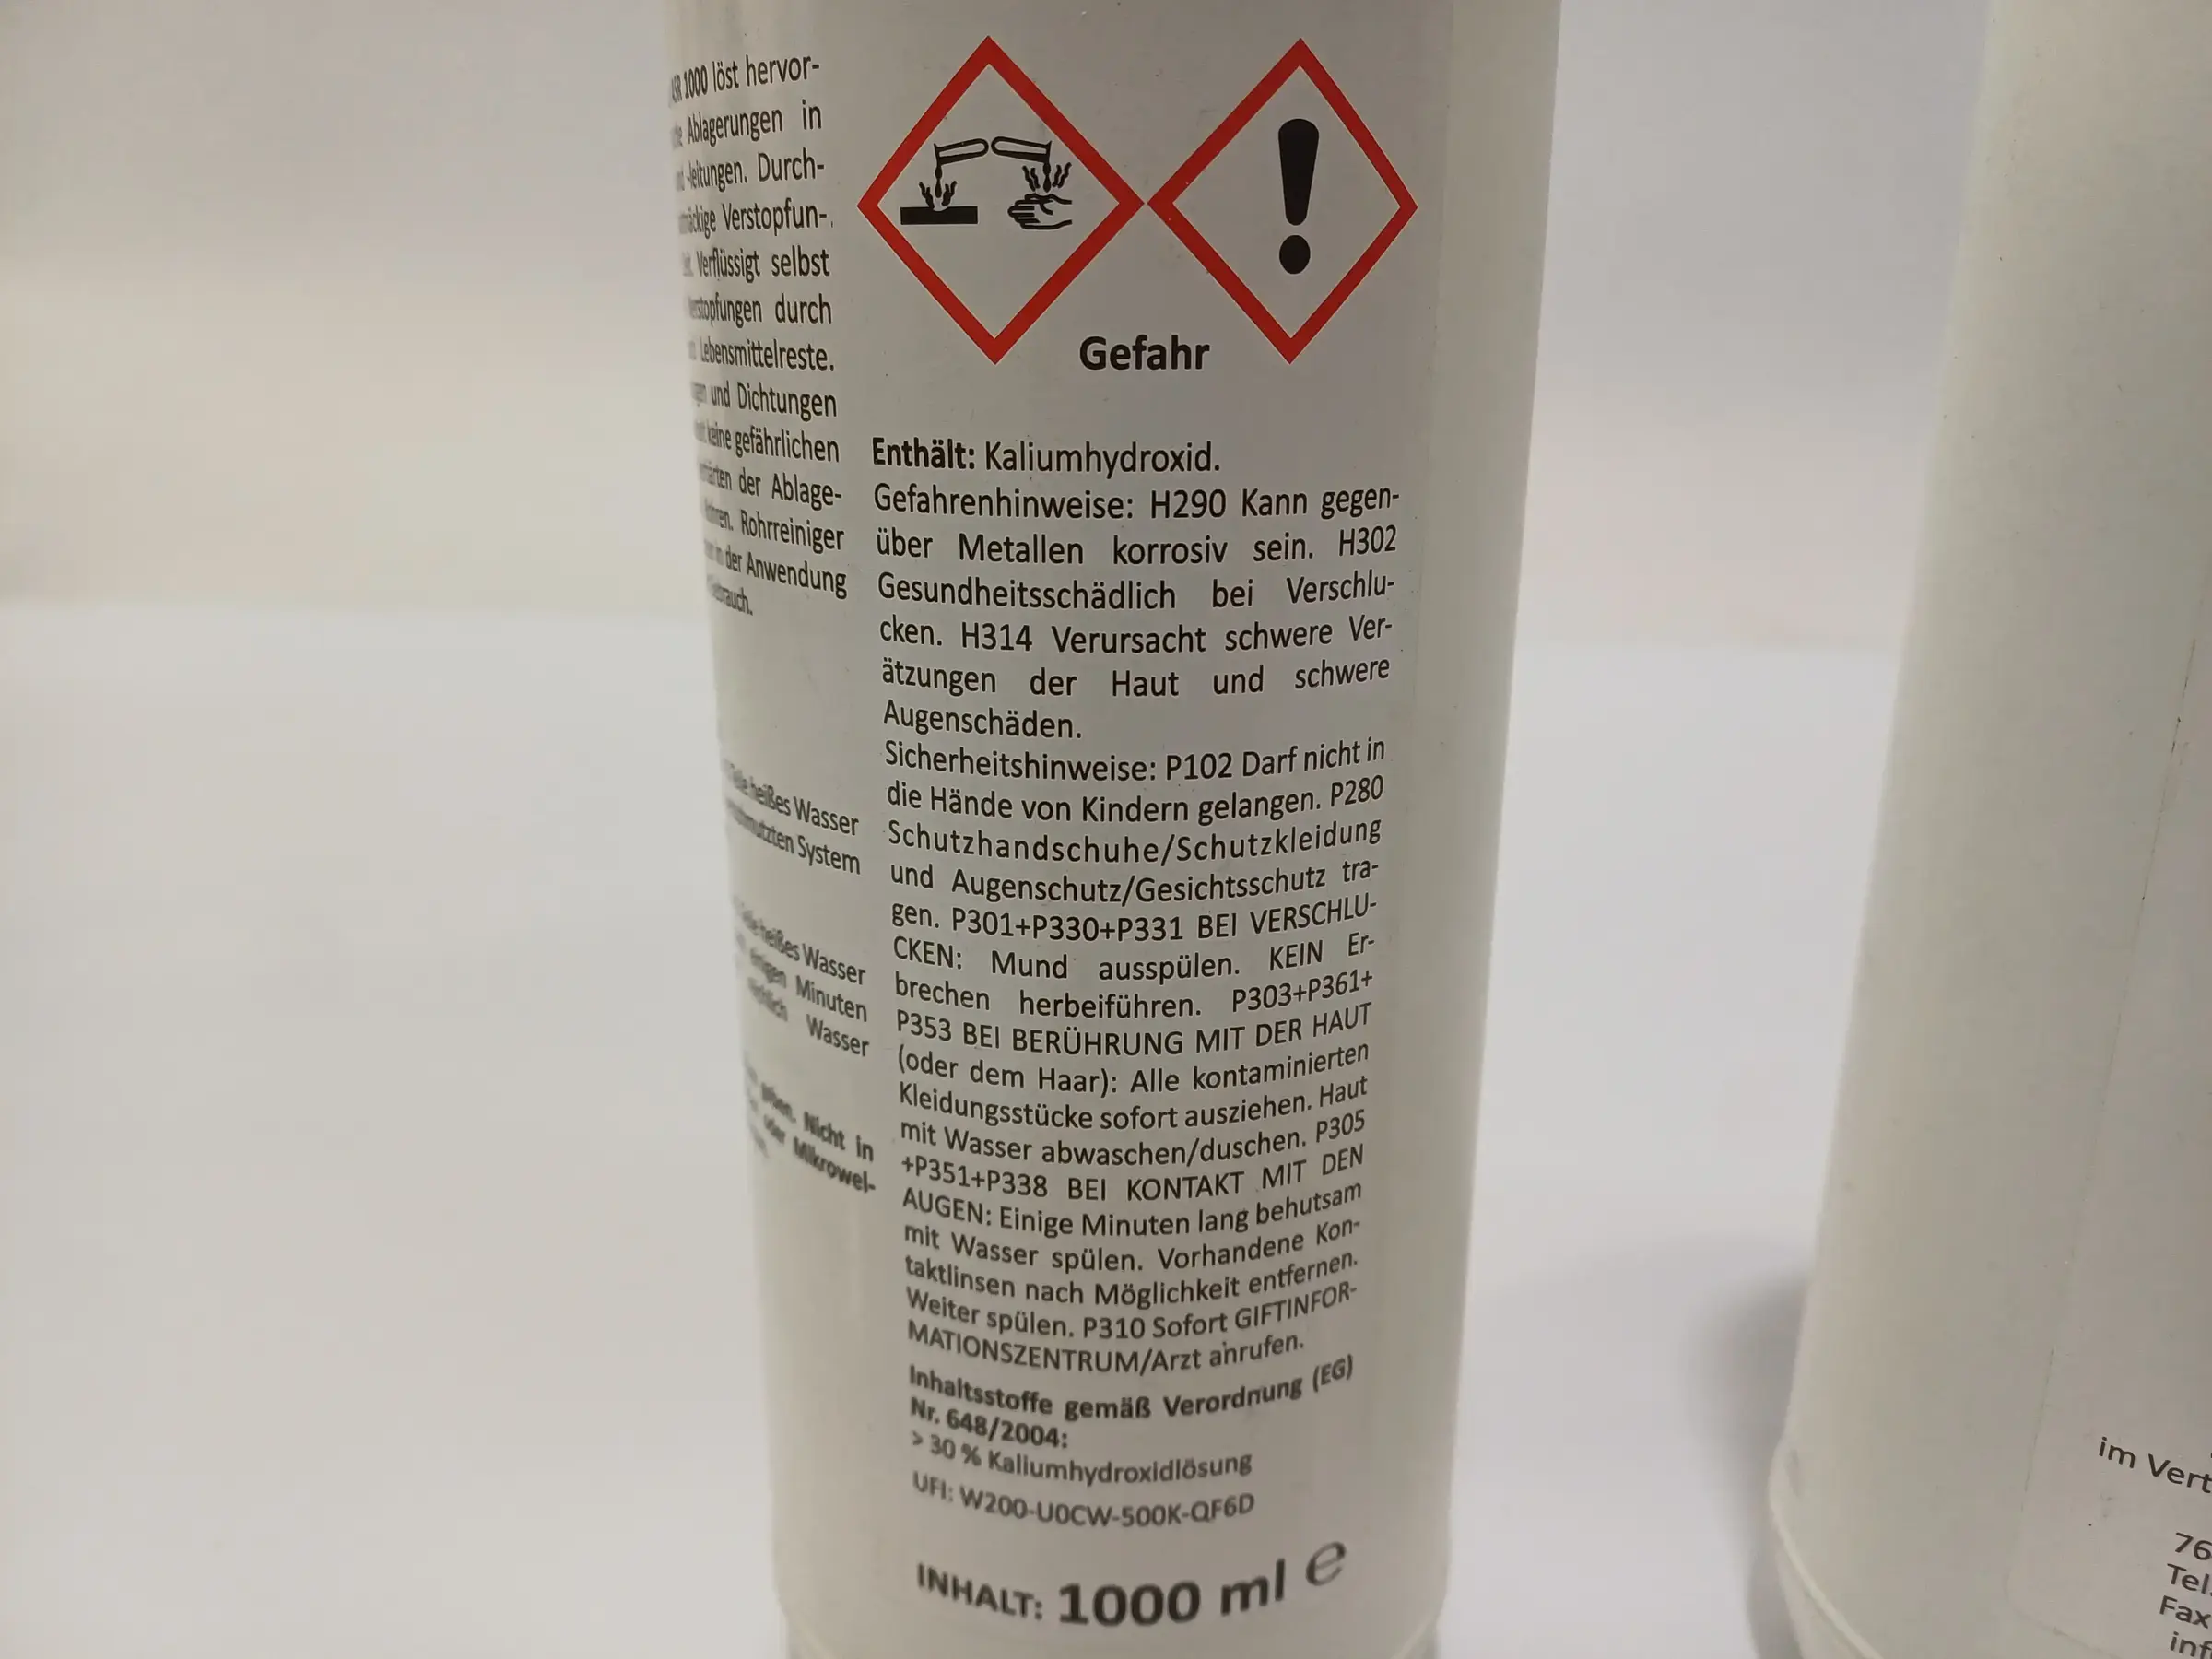 1000 löst hervor-
Ablagerungen in
-leitungen. Durch-
Verstopfun-
Verflüssigt selbst
durch
Lebensmittelreste.
und Dichtungen
keine gefährlichen
der Ablage-
Rohrreiniger
der Anwendung
heißes Wasser
System
heißes Wasser
Minuten
Wasser
Nicht in
oder Mikrowel-
Gefahr
Enthält: Kaliumhydroxid.
Gefahrenhinweise: H290 Kann gegen-
über Metallen korrosiv sein. H302
Gesundheitsschädlich bei Verschlu-
cken. H314 Verursacht schwere Ver-
ätzungen der Haut und schwere
Augenschäden.
Sicherheitshinweise: P102 Darf nicht in
die Hände von Kindern gelangen. P280
Schutzhandschuhe/Schutzkleidung
und Augenschutz/Gesichtsschutz tra-
gen. P301+P330+P331 BEI VERSCHLU-
CKEN: Mund ausspülen. KEIN Er-
brechen herbeiführen. P303+P361+
P353 BEI BERÜHRUNG MIT DER HAUT
(oder dem Haar): Alle kontaminierten
Kleidungsstücke sofort ausziehen. Haut
mit Wasser abwaschen/duschen. P305
+P351+P338 BEI KONTAKT MIT DEN
AUGEN: Einige Minuten lang behutsam
mit Wasser spülen. Vorhandene Kon-
taktlinsen nach Möglichkeit entfernen.
Weiter spülen. P310 Sofort GIFTINFOR-
MATIONSZENTRUM/Arzt anrufen.
Inhaltsstoffe gemäß Verordnung (EG)
Nr. 648/2004:
> 30 % Kaliumhydroxidlösung
UFI: W200-U0CW-500K-QF6D
INHALT: 1000 ml e
im Vert
76
Tel.
Fax
inf